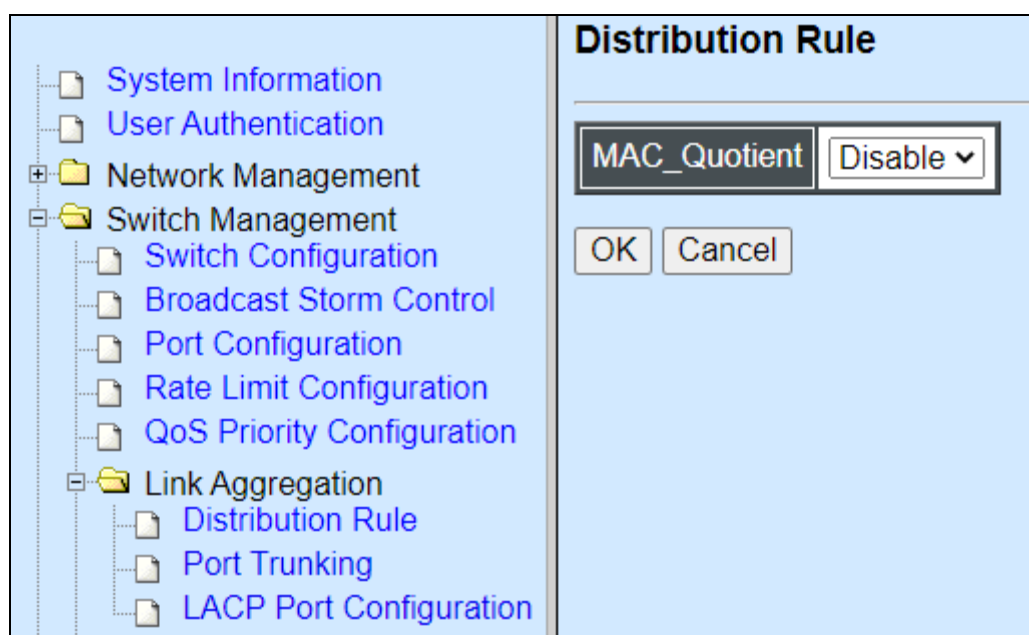 System Information
User Authentication
Network Management
Switch Management
Switch Configuration
Broadcast Storm Control
Port Configuration
Rate Limit Configuration
QoS Priority Configuration
Link Aggregation
Distribution Rule
Port Trunking
LACP Port Configuration
Distribution Rule
MAC_Quotient Disable
OK Cancel